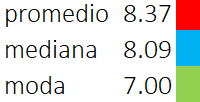 promedio 8.37
mediana 8.09
moda 7.00